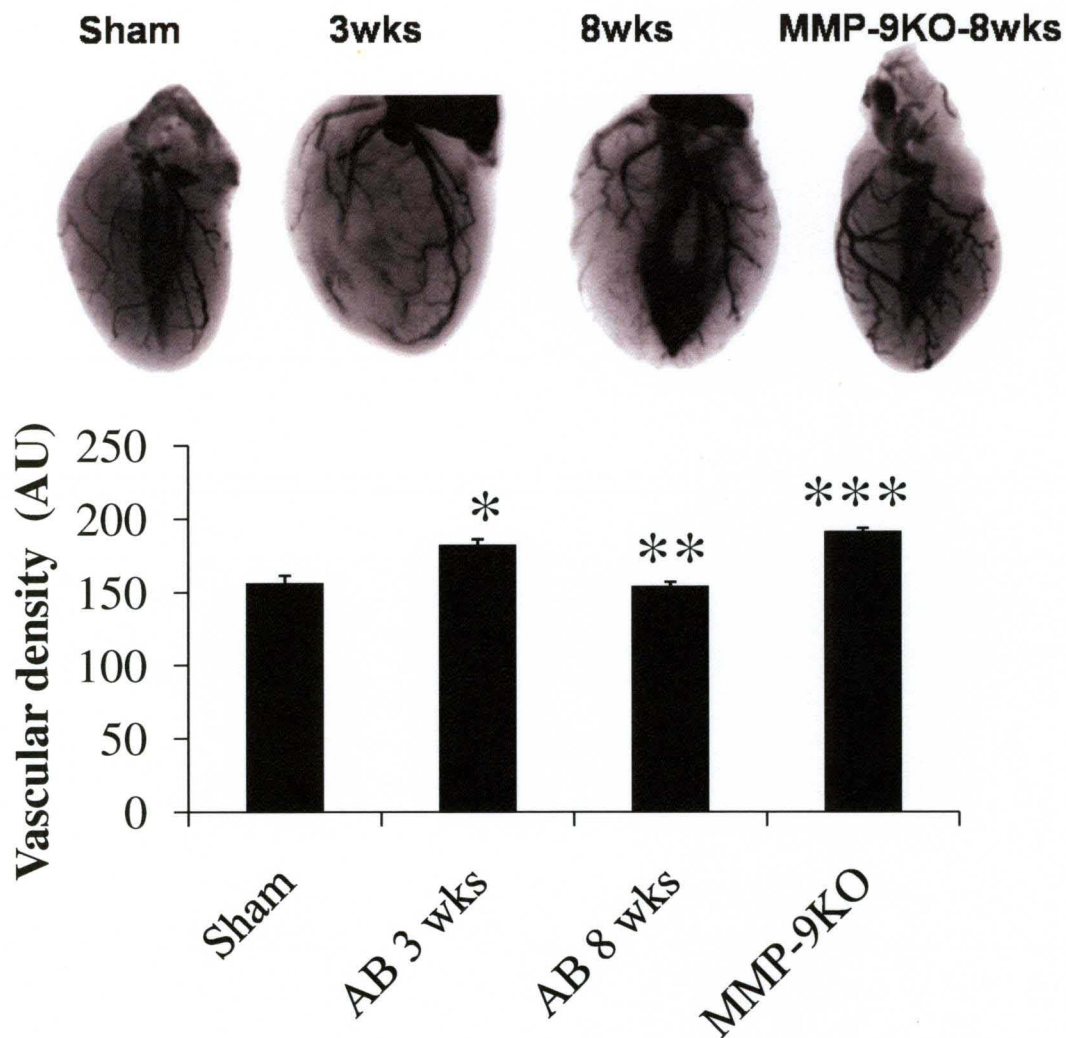 Sham 3wks 8wks MMP-9KO-8wks
Vascular density (AU)
250
200
150
100
50
0
*
**
***
Sham
AB 3 wks
AB 8 wks
MMP-9KO